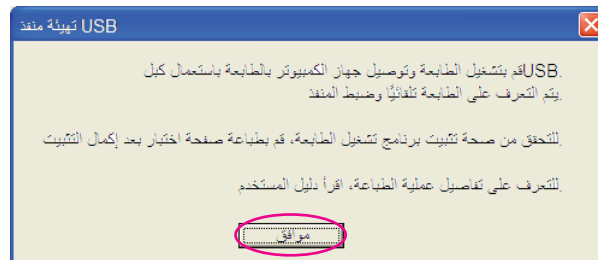 تهيئة منفذ USB
قم بتشغيل الطابعة وتوصيل جهاز الكمبيوتر بالطابعة باستعمال كبل USB.
يتم التعرف على الطابعة تلقائيًا وضبط المنفذ.
للتحقق من صحة تثبيت برنامج تشغيل الطابعة، قم بطباعة صفحة اختبار بعد إكمال التثبيت.
للتعرف على تفاصيل عملية الطباعة، اقرأ دليل المستخدم.
موافق